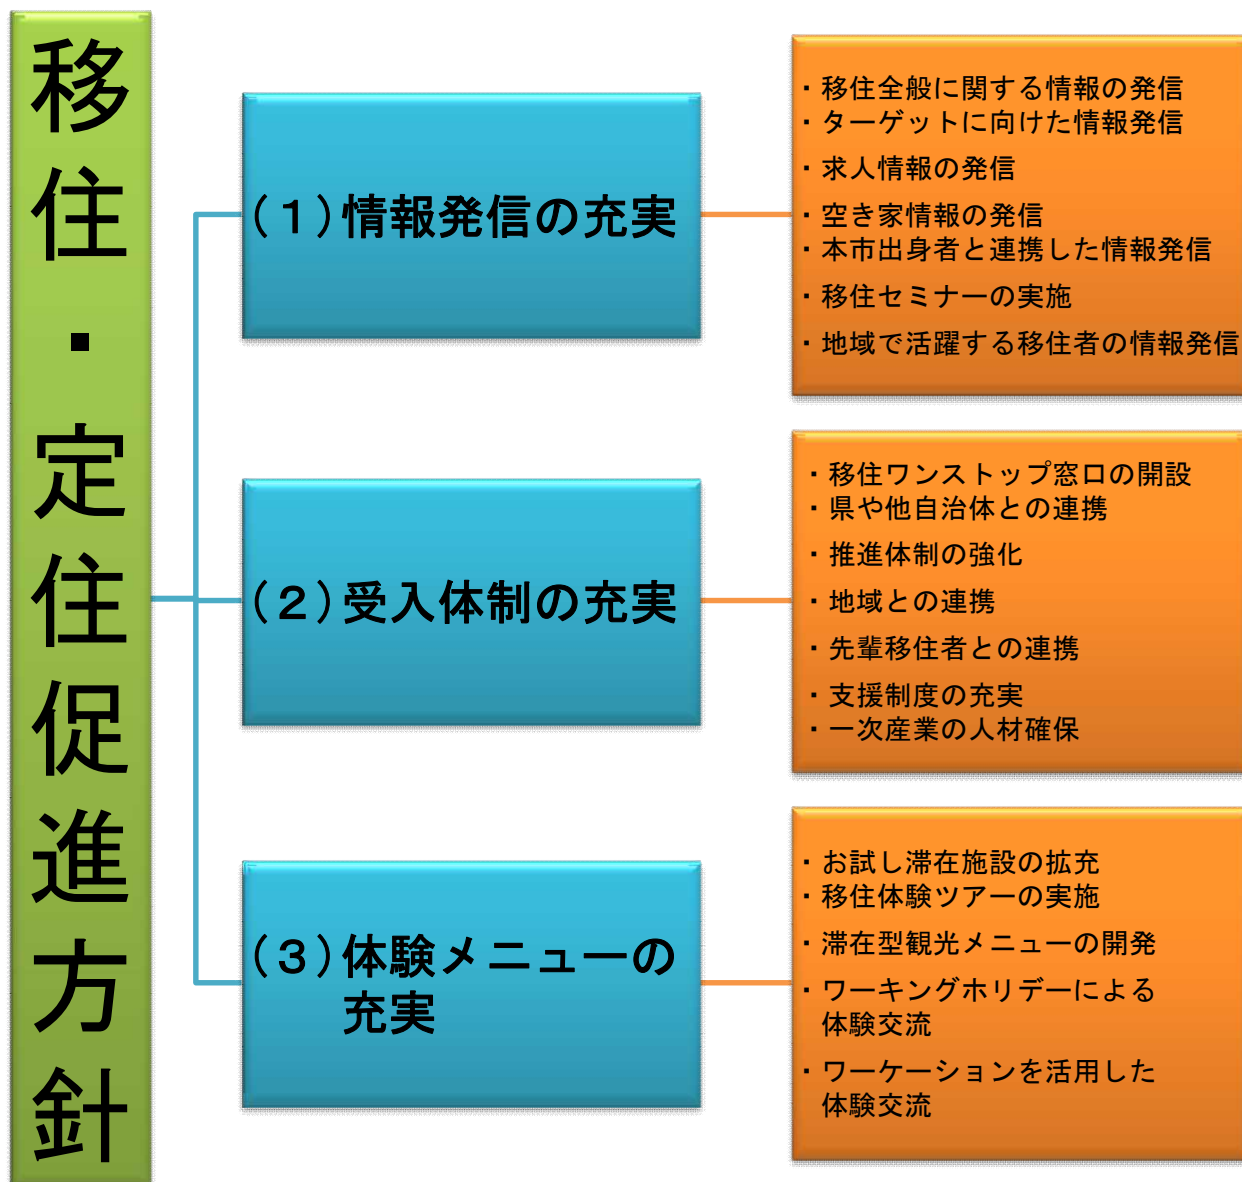 移住・定住促進方針
（１）情報発信の充実
・移住全般に関する情報の発信
・ターゲットに向けた情報発信
・求人情報の発信
・空き家情報の発信
・本市出身者と連携した情報発信
・移住セミナーの実施
・地域で活躍する移住者の情報発信
（２）受入体制の充実
・移住ワンストップ窓口の開設
・県や他自治体との連携
・推進体制の強化
・地域との連携
・先輩移住者との連携
・支援制度の充実
・一次産業の人材確保
（３）体験メニューの
充実
・お試し滞在施設の拡充
・移住体験ツアーの実施
・滞在型観光メニューの開発
・ワーキングホリデーによる
体験交流
・ワーケーションを活用した
体験交流